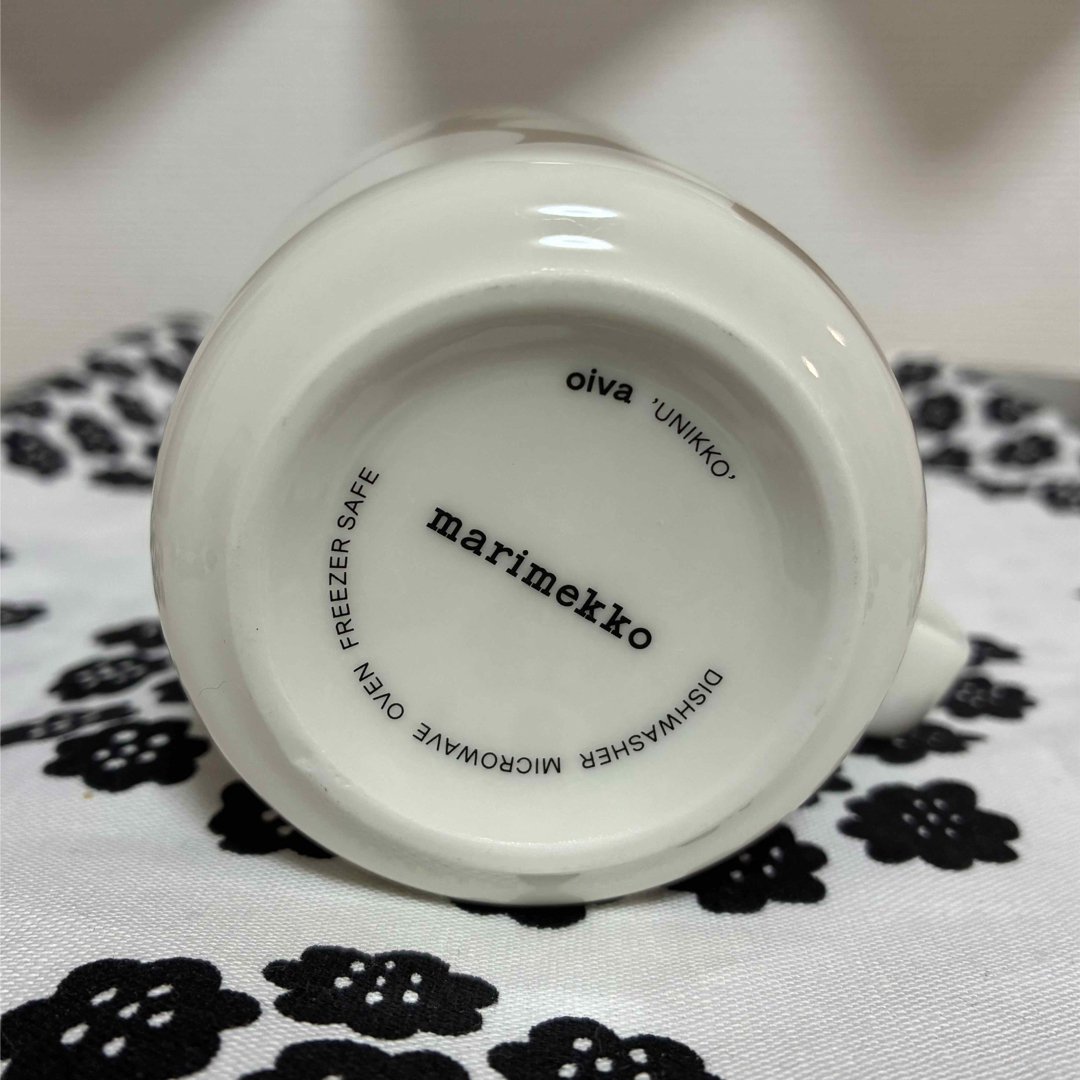 oiva 'UNIKKO'
marimekko
DISHWASHER MICROWAVE OVEN FREEZER SAFE